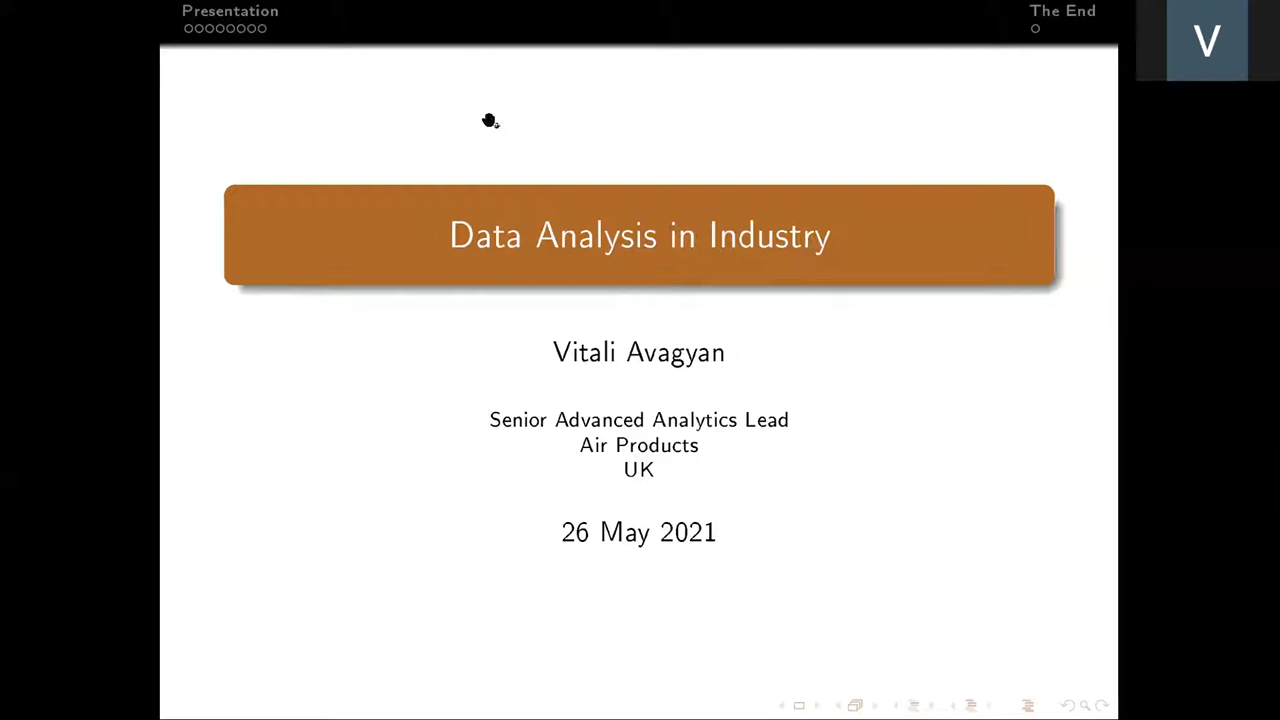 Presentation
The End
V
Data Analysis in Industry
Vitali Avagyan
Senior Advanced Analytics Lead
Air Products
UK
26 May 2021